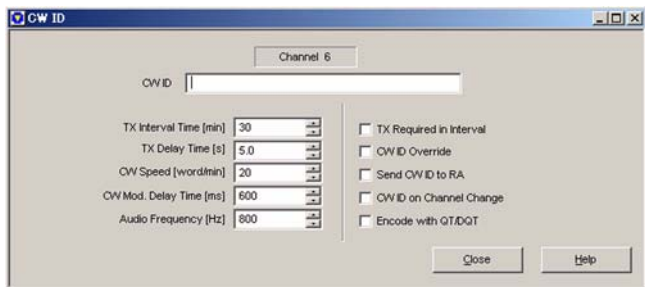 CW ID
Channel 6
CW ID
TX Interval Time [min] 30
TX Delay Time [s] 5.0
CW Speed [word/min] 20
CW Mod. Delay Time [ms] 600
Audio Frequency [Hz] 800
TX Required in Interval
CW ID Override
Send CW ID to RA
CW ID on Channel Change
Encode with QT/DQT
Close Help